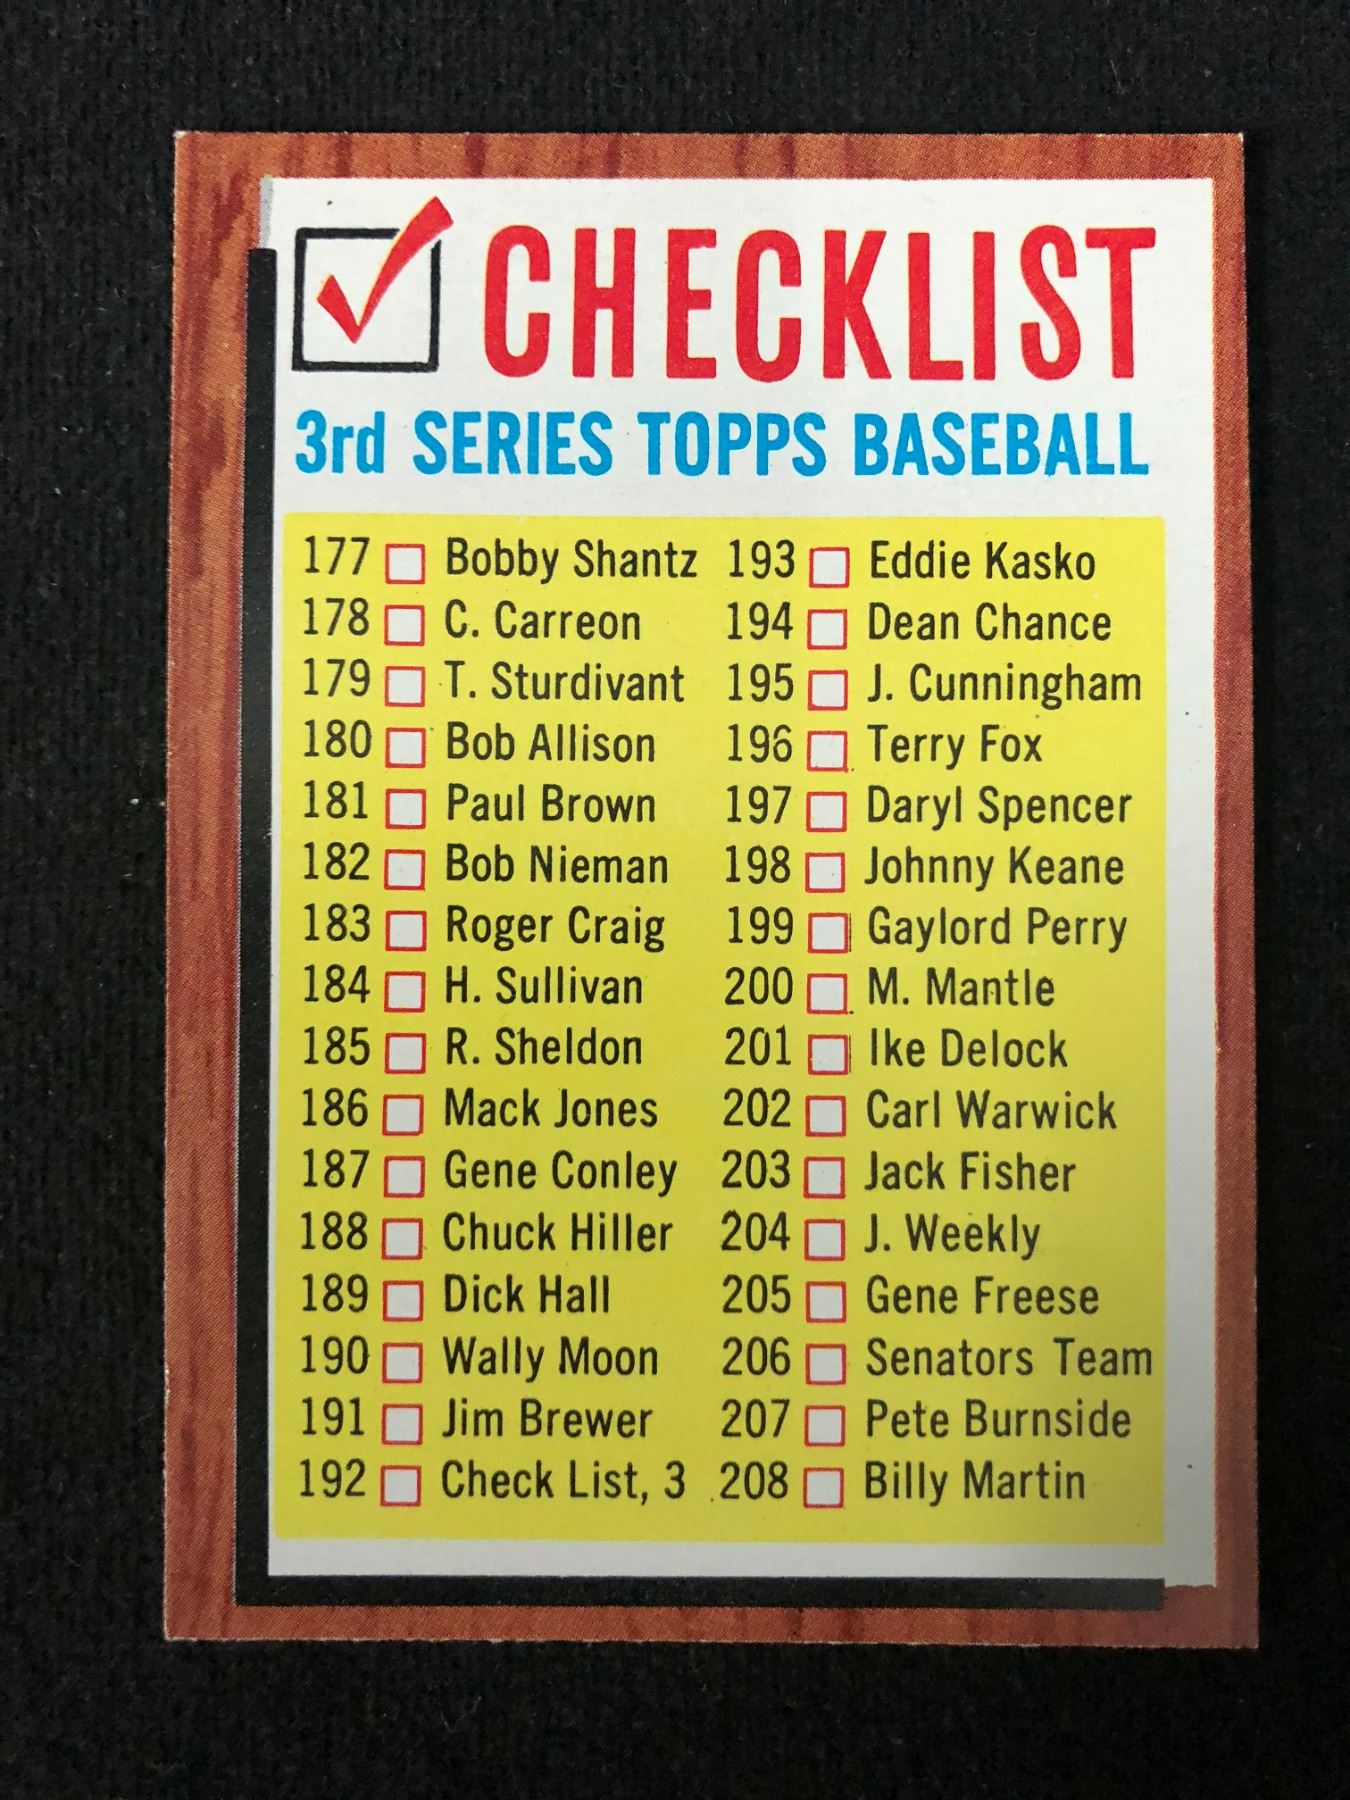 CHECKLIST
3rd SERIES TOPPS BASEBALL
177 Bobby Shantz
178 C. Carreon
179 T. Sturdivant
180 Bob Allison
181 Paul Brown
182 Bob Nieman
183 Roger Craig
184 H. Sullivan
185 R. Sheldon
186 Mack Jones
187 Gene Conley
188 Chuck Hiller
189 Dick Hall
190 Wally Moon
191 Jim Brewer
192 Check List, 3
193 Eddie Kasko
194 Dean Chance
195 J. Cunningham
196 Terry Fox
197 Daryl Spencer
198 Johnny Keane
199 Gaylord Perry
200 M. Mantle
201 Ike Delock
202 Carl Warwick
203 Jack Fisher
204 J. Weekly
205 Gene Freese
206 Senators Team
207 Pete Burnside
208 Billy Martin